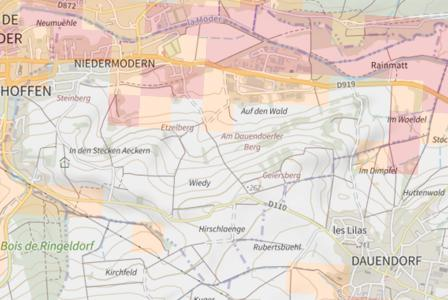 D872
DE
Neumuehle
la Moder
DER
NIEDERMODERN
Rainmatt
D919
HOFFEN
Steinberg
Auf den Wald
Im Woeldel
Etzelberg
Am Dauendoerfer
Berg
In den Stecken Aeckern
Im Dimpfel
Geiersberg
Wiedy
262
Huttenwald
D110
Hirschlaenge
les Lilas
Rubertsbuehl
Bois de Ringeldorf
DAUENDORF
Kirchfeld